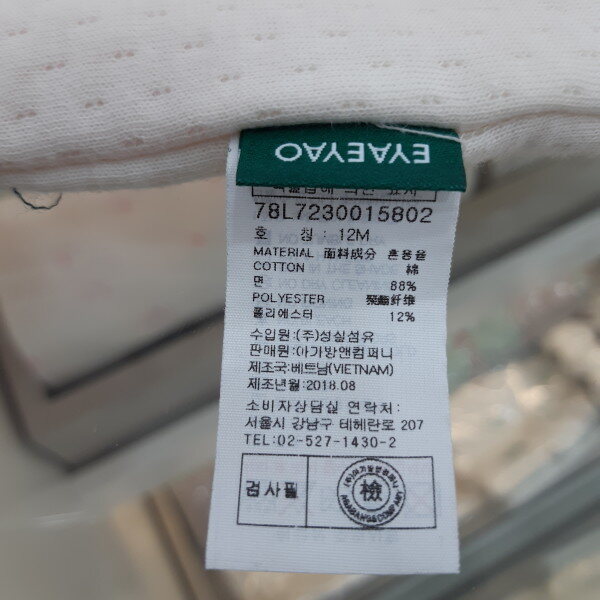 EYAEYAO
78L7230015802
호 칭 : 12M
MATERIAL 面料成分 혼용율
COTTON 綿
면 88%
POLYESTER 聚酯纤维
폴리에스터 12%
수입원:(주)성실섬유
판매원:아가방앤컴퍼니
제조국:베트남(VIETNAM)
제조년월:2018.08
소비자상담실 연락처:
서울시 강남구 테헤란로 207
TEL:02-527-1430-2
검사필
檢
AGABANG&COMPANY